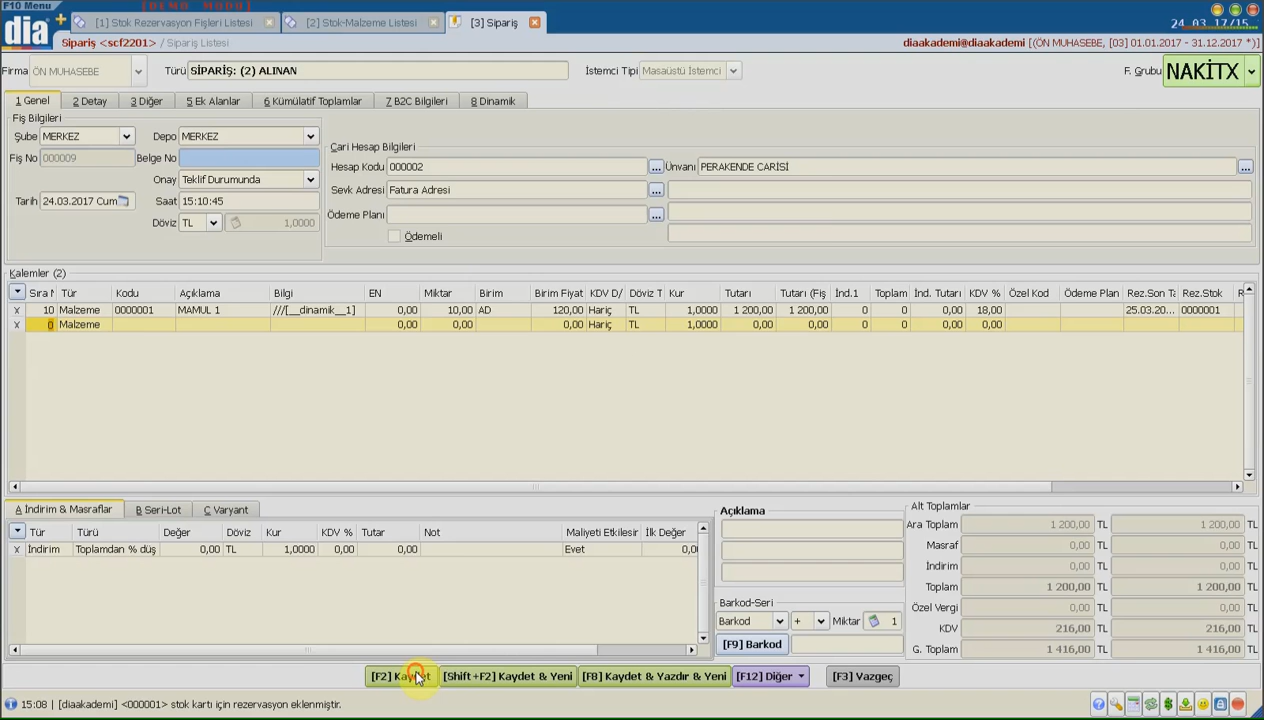 F10 Menu
[DEMO MODU]
dia
[1] Stok Rezervasyon Fişleri Listesi
[2] Stok-Malzeme Listesi
[3] Sipariş
24 03 17/15
Sipariş <scf2201> / Sipariş Listesi
diaakademi@diaakademi [(ÖN MUHASEBE, [03] 01.01.2017 - 31.12.2017 *)]
Firma ÖN MUHASEBE Türü SİPARİŞ: (2) ALINAN İstemci Tipi Masaüstü İstemci F. Grubu NAKİTX
1 Genel 2 Detay 3 Diğer 5 Ek Alanlar 6 Kümülatif Toplamlar 7 B2C Bilgileri 8 Dinamik
Fiş Bilgileri
Şube MERKEZ Depo MERKEZ
Fiş No 000009 Belge No
Onay Teklif Durumunda
Tarih 24.03.2017 Cum Saat 15:10:45
Döviz TL 1,0000
Cari Hesap Bilgileri
Hesap Kodu 000002 ... Ünvanı PERAKENDE CARİSİ ...
Sevk Adresi Fatura Adresi ...
Ödeme Planı ...
Ödemeli
Kalemler (2)
Sıra N Tür Kodu Açıklama Bilgi EN Miktar Birim Birim Fiyat KDV D/ Döviz T Kur Tutarı Tutarı (Fiş İnd.1 Toplam İnd. Tutarı KDV % Özel Kod Ödeme Plan Rez.Son Ta Rez.Stok R
X 10 Malzeme 0000001 MAMUL 1 ///[__dinamik__1] 0,00 10,00 AD 120,00 Hariç TL 1,0000 1 200,00 1 200,00 0 0 0,00 18,00 25.03.20... 0000001
X 0 Malzeme 0,00 0,00 0,00 Hariç TL 1,0000 0,00 0,00 0 0 0,00 0,00
A İndirim & Masraflar B Seri-Lot C Varyant
Tür Türü Değer Döviz Kur KDV % Tutar Not Maliyeti Etkilesir İlk Değer
X İndirim Toplamdan % düş 0,00 TL 1,0000 0,00 0,00 Evet 0,00
Açıklama
Barkod-Seri
Barkod + Miktar 1
[F9] Barkod
Alt Toplamlar
Ara Toplam 1 200,00 TL 1 200,00 TL
Masraf 0,00 TL 0,00 TL
İndirim 0,00 TL 0,00 TL
Toplam 1 200,00 TL 1 200,00 TL
Özel Vergi 0,00 TL 0,00 TL
KDV 216,00 TL 216,00 TL
G. Toplam 1 416,00 TL 1 416,00 TL
[F2] Kaydet [Shift+F2] Kaydet & Yeni [F8] Kaydet & Yazdır & Yeni [F12] Diğer [F3] Vazgeç
15:08 | [diaakademi] <000001> stok kartı için rezervasyon eklenmiştir.